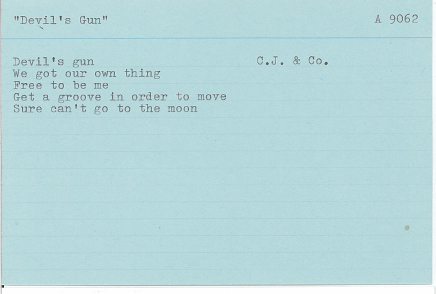 "Devil's Gun" A 9062
Devil's gun C.J. & Co.
We got our own thing
Free to be me
Get a groove in order to move
Sure can't go to the moon